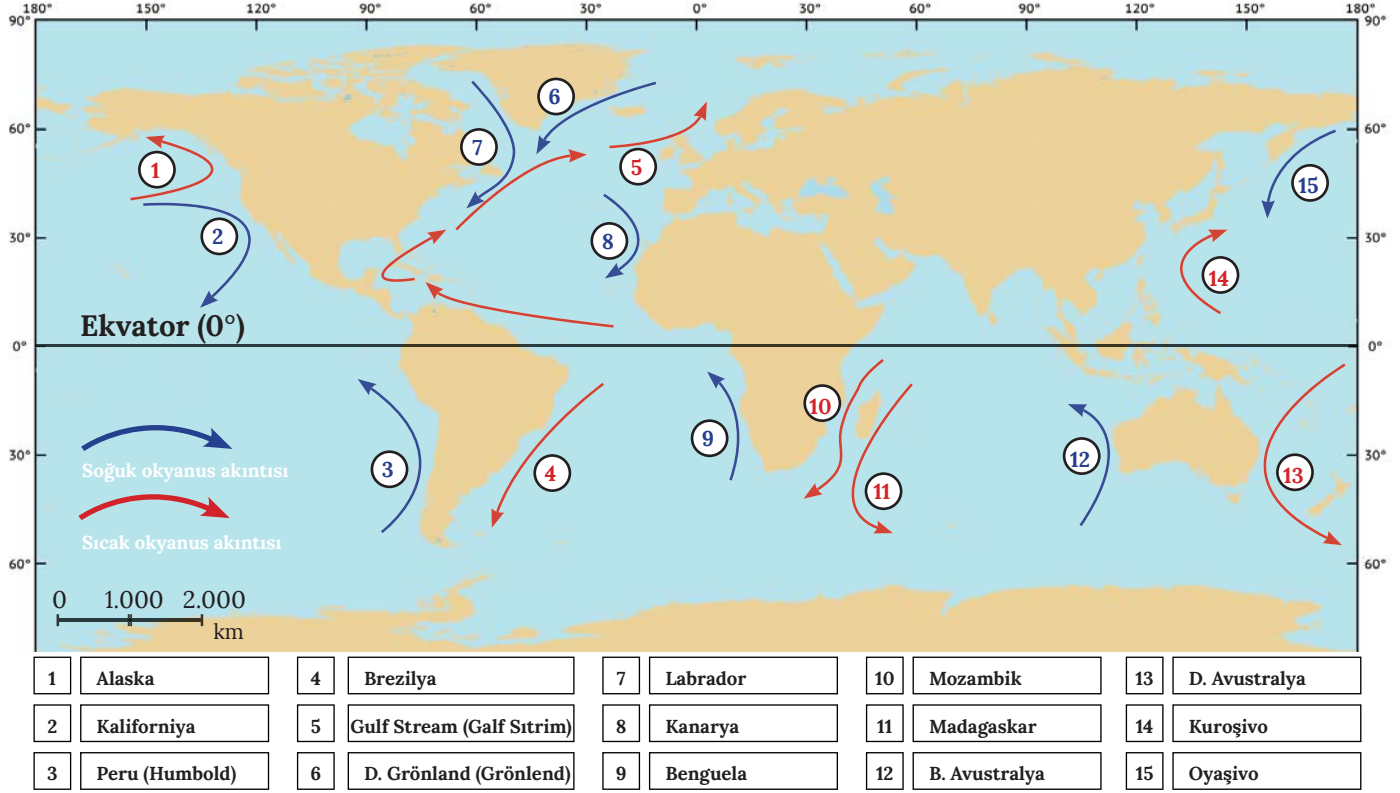 180° 150° 120° 90° 60° 30° 0° 30° 60° 90° 120° 150° 180°
90° 90°
6
7
60° 60°
1 5
15
2 8
30° 30°
14
Ekvator (0°)
0° 0°
10
9
30° 30°
3 4 12 13
Soğuk okyanus akıntısı
11
Sıcak okyanus akıntısı
60° 60°
0 1.000 2.000
km
1 Alaska 4 Brezilya 7 Labrador 10 Mozambik 13 D. Avustralya
2 Kaliforniya 5 Gulf Stream (Galf Sıtrim) 8 Kanarya 11 Madagaskar 14 Kuroşivo
3 Peru (Humbold) 6 D. Grönland (Grönlend) 9 Benguela 12 B. Avustralya 15 Oyaşivo